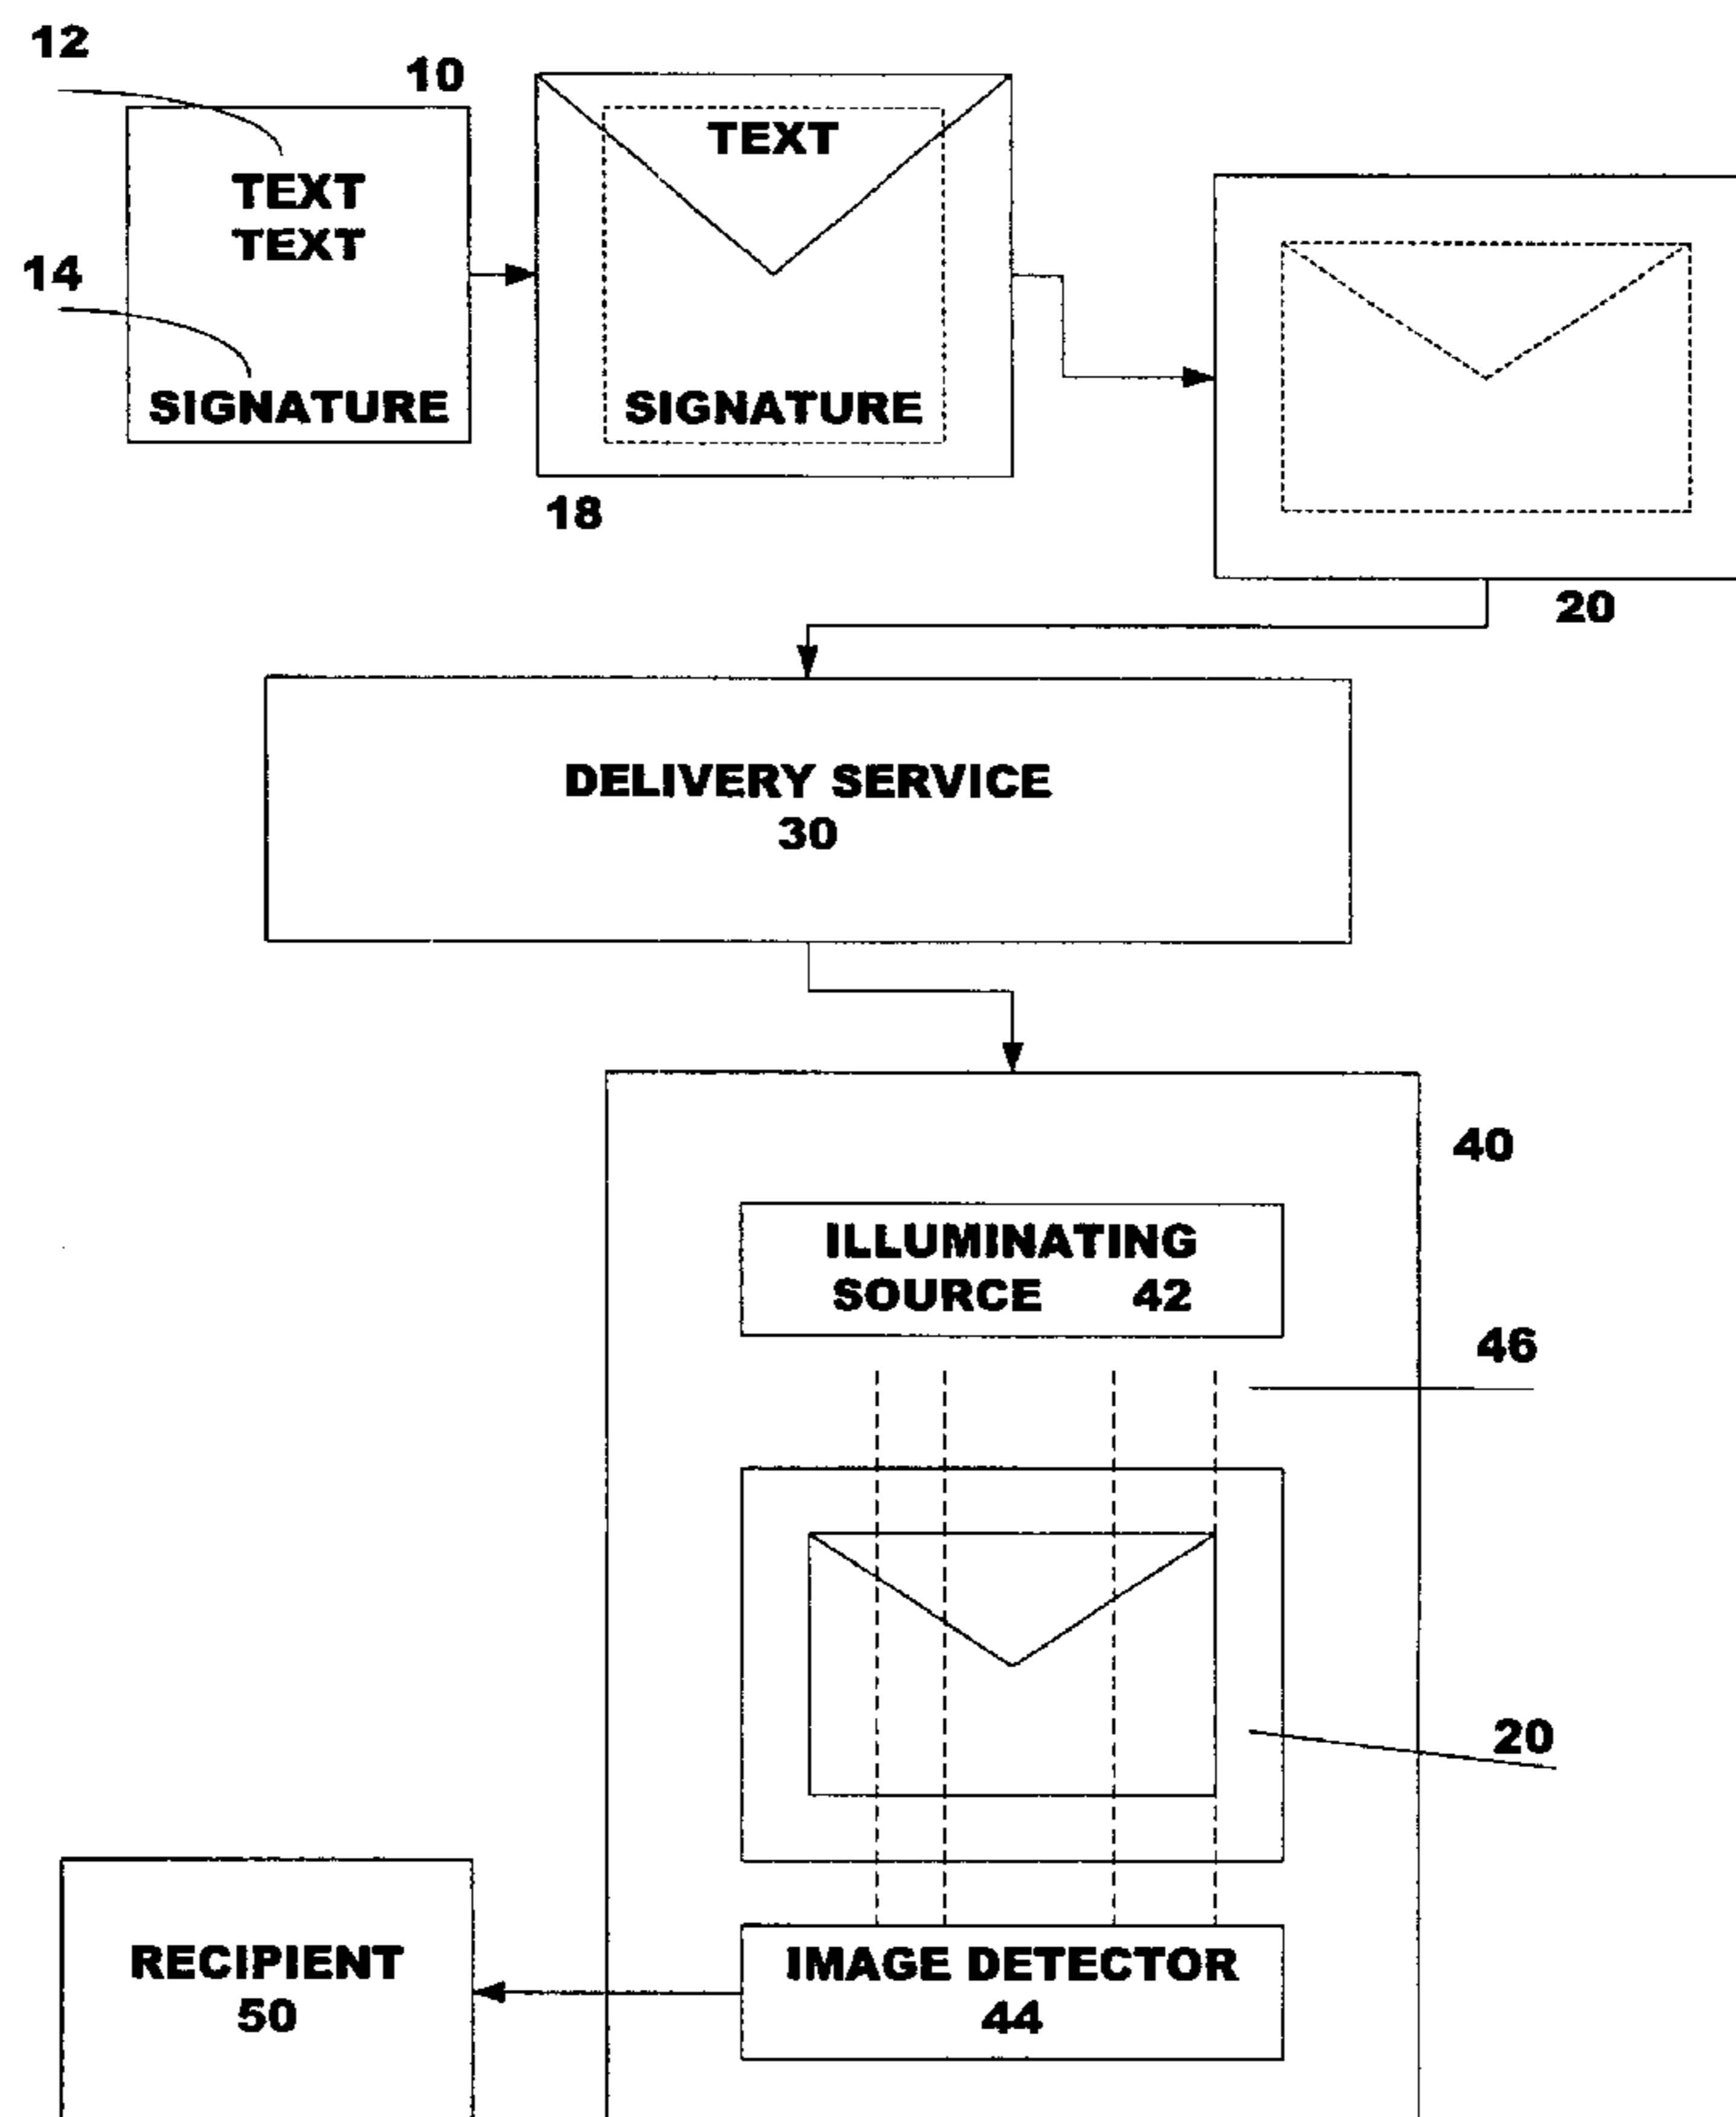 12
10
TEXT
TEXT
14
SIGNATURE
TEXT
SIGNATURE
18
20
DELIVERY SERVICE
30
40
ILLUMINATING
SOURCE 42
46
20
RECIPIENT
50
IMAGE DETECTOR
44